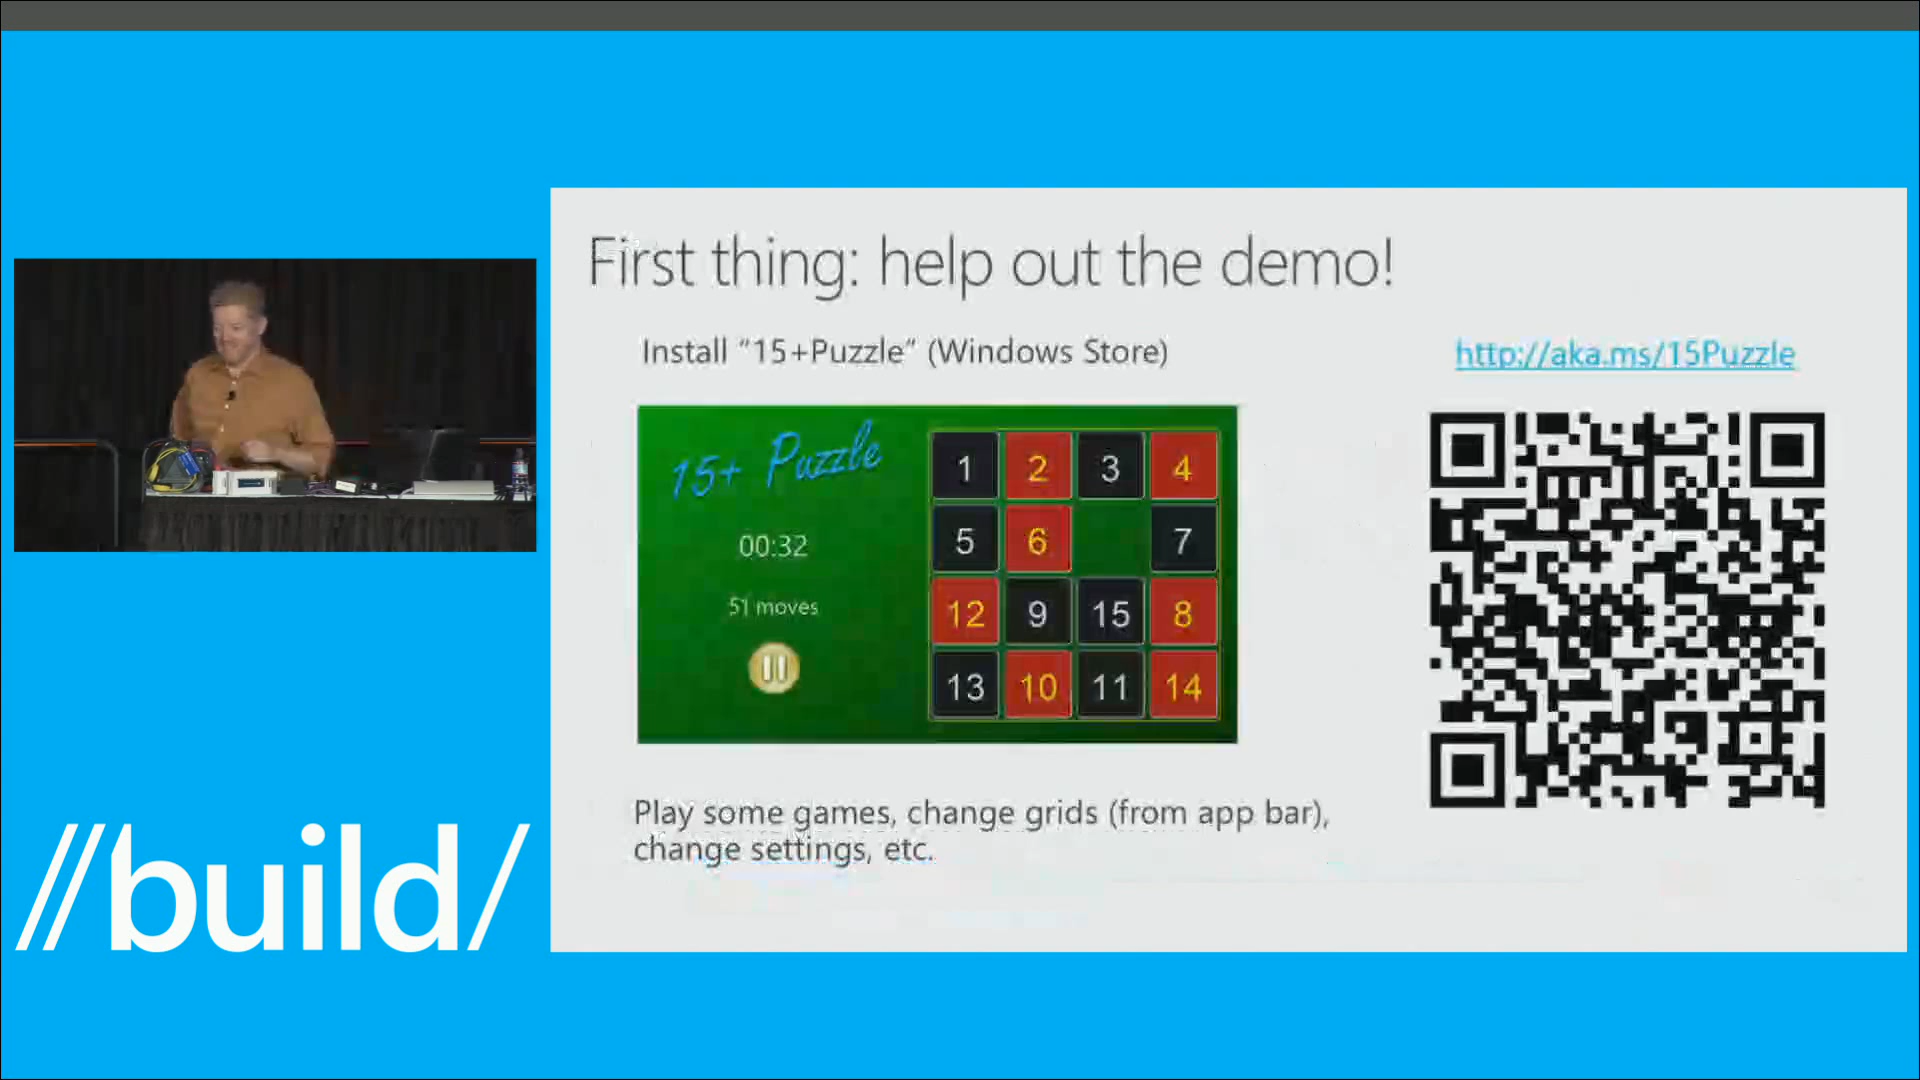 First thing: help out the demo!
Install "15+Puzzle" (Windows Store)
http://aka.ms/15Puzzle
15+ Puzzle
00:32
51 moves
1 2 3 4
5 6 7
12 9 15 8
13 10 11 14
Play some games, change grids (from app bar),
change settings, etc.
//build/